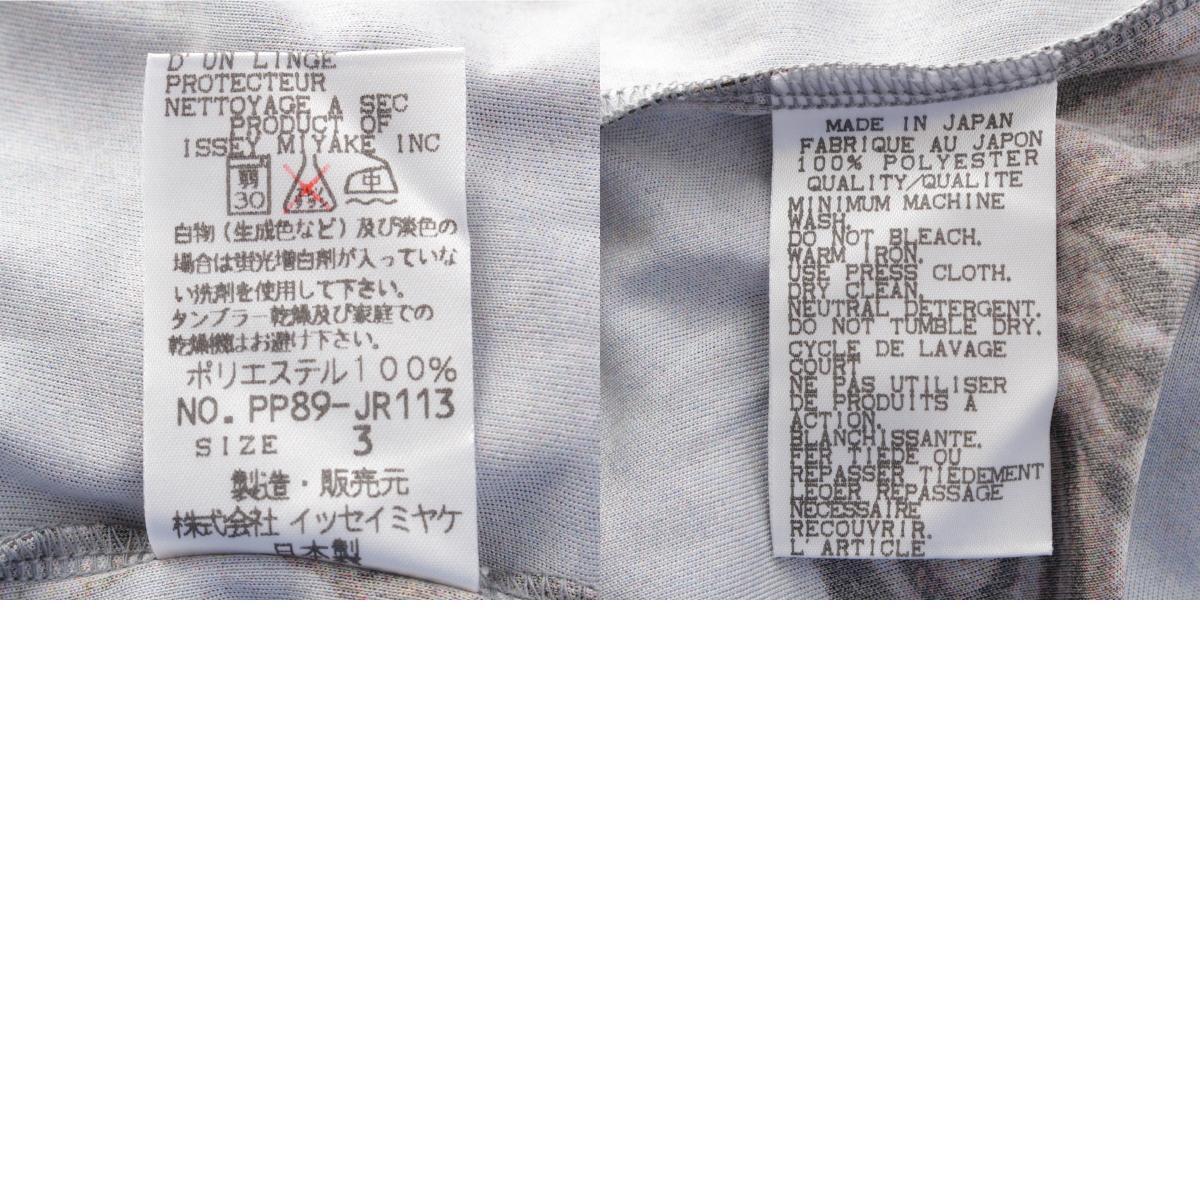 D'UN LINGE
PROTECTEUR
NETTOYAGE A SEC
PRODUCT OF
ISSEY MIYAKE INC
弱
30
中
白物（生成色など）及び淡色の
場合は蛍光増白剤が入っていな
い洗剤を使用して下さい。
タンブラー乾燥及び家庭での
乾燥機はお避け下さい。
ポリエステル100%
NO. PP89-JR113
SIZE 3
製造・販売元
株式会社 イッセイミヤケ
日本製
MADE IN JAPAN
FABRIQUE AU JAPON
100% POLYESTER
QUALITY/QUALITE
MINIMUM MACHINE
WASH.
DO NOT BLEACH.
WARM IRON.
USE PRESS CLOTH.
DRY CLEAN.
NEUTRAL DETERGENT.
DO NOT TUMBLE DRY.
CYCLE DE LAVAGE
COURT
NE PAS UTILISER
DE PRODUITS A
ACTION.
BLANCHISSANTE.
FER TIEDE OU
REPASSER TIEDEMENT
LEGER REPASSAGE
NECESSAIRE
RECOUVRIR.
L'ARTICLE